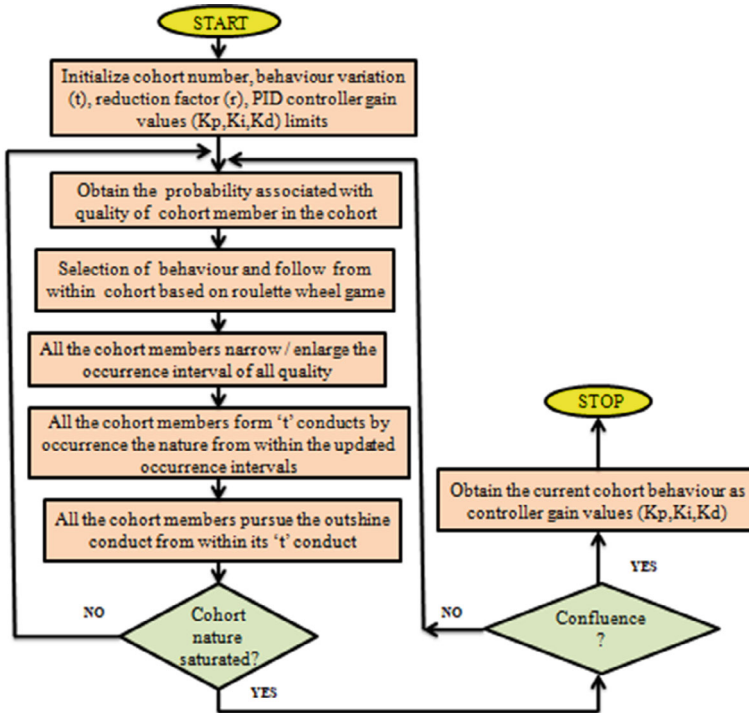 START
Initialize cohort number, behaviour variation
(t), reduction factor (r), PID controller gain
values (Kp,Ki,Kd) limits
Obtain the probability associated with
quality of cohort member in the cohort
Selection of behaviour and follow from
within cohort based on roulette wheel game
All the cohort members narrow / enlarge the
occurrence interval of all quality
All the cohort members form ‘t’ conducts by
occurrence the nature from within the updated
occurrence intervals
All the cohort members pursue the outshine
conduct from within its ‘t’ conduct
NO
Cohort
nature
saturated?
YES
NO
Confluence
?
YES
Obtain the current cohort behaviour as
controller gain values (Kp,Ki,Kd)
STOP